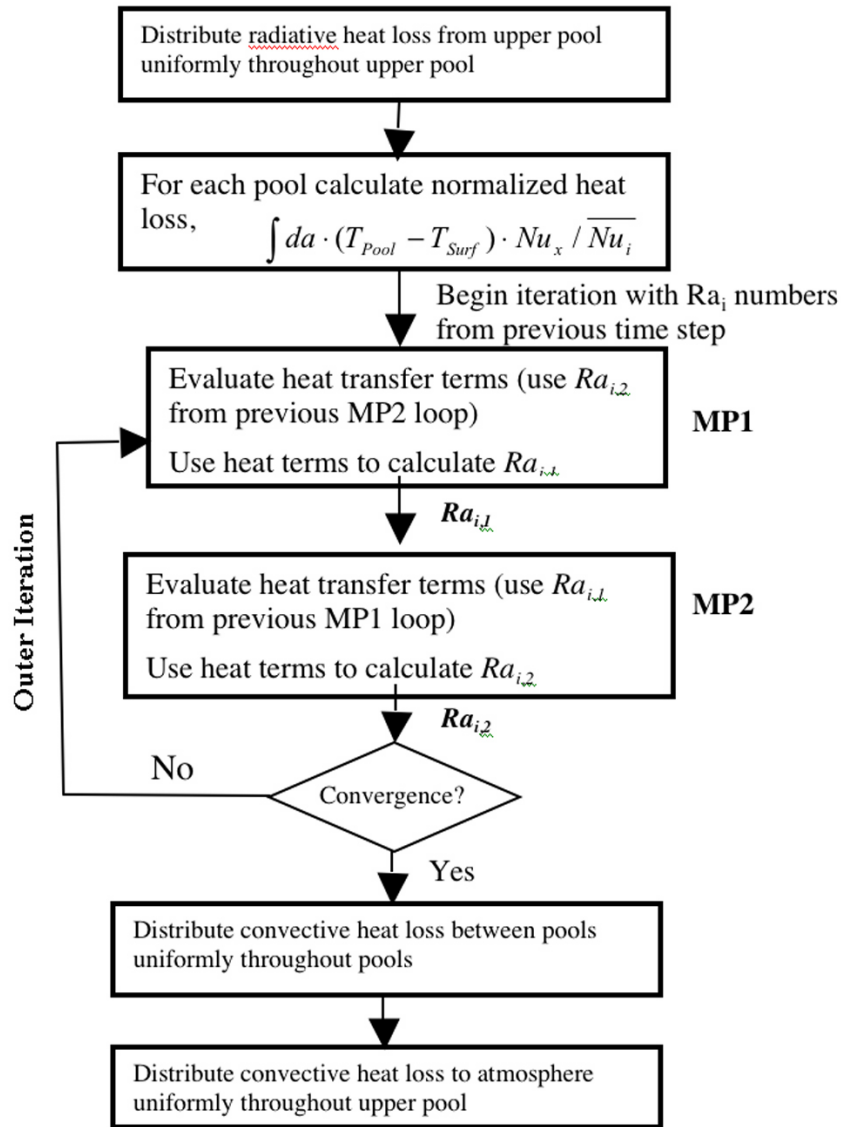 Distribute radiative heat loss from upper pool
uniformly throughout upper pool
For each pool calculate normalized heat
loss, ∫ da · (T_Pool − T_Surf) · Nu_x / \overline{Nu_i}
Begin iteration with Ra_i numbers
from previous time step
Evaluate heat transfer terms (use Ra_i,2
from previous MP2 loop)
Use heat terms to calculate Ra_i,1
MP1
Ra_i,1
Outer Iteration
Evaluate heat transfer terms (use Ra_i,1
from previous MP1 loop)
Use heat terms to calculate Ra_i,2
MP2
Ra_i,2
No
Convergence?
Yes
Distribute convective heat loss between pools
uniformly throughout pools
Distribute convective heat loss to atmosphere
uniformly throughout upper pool